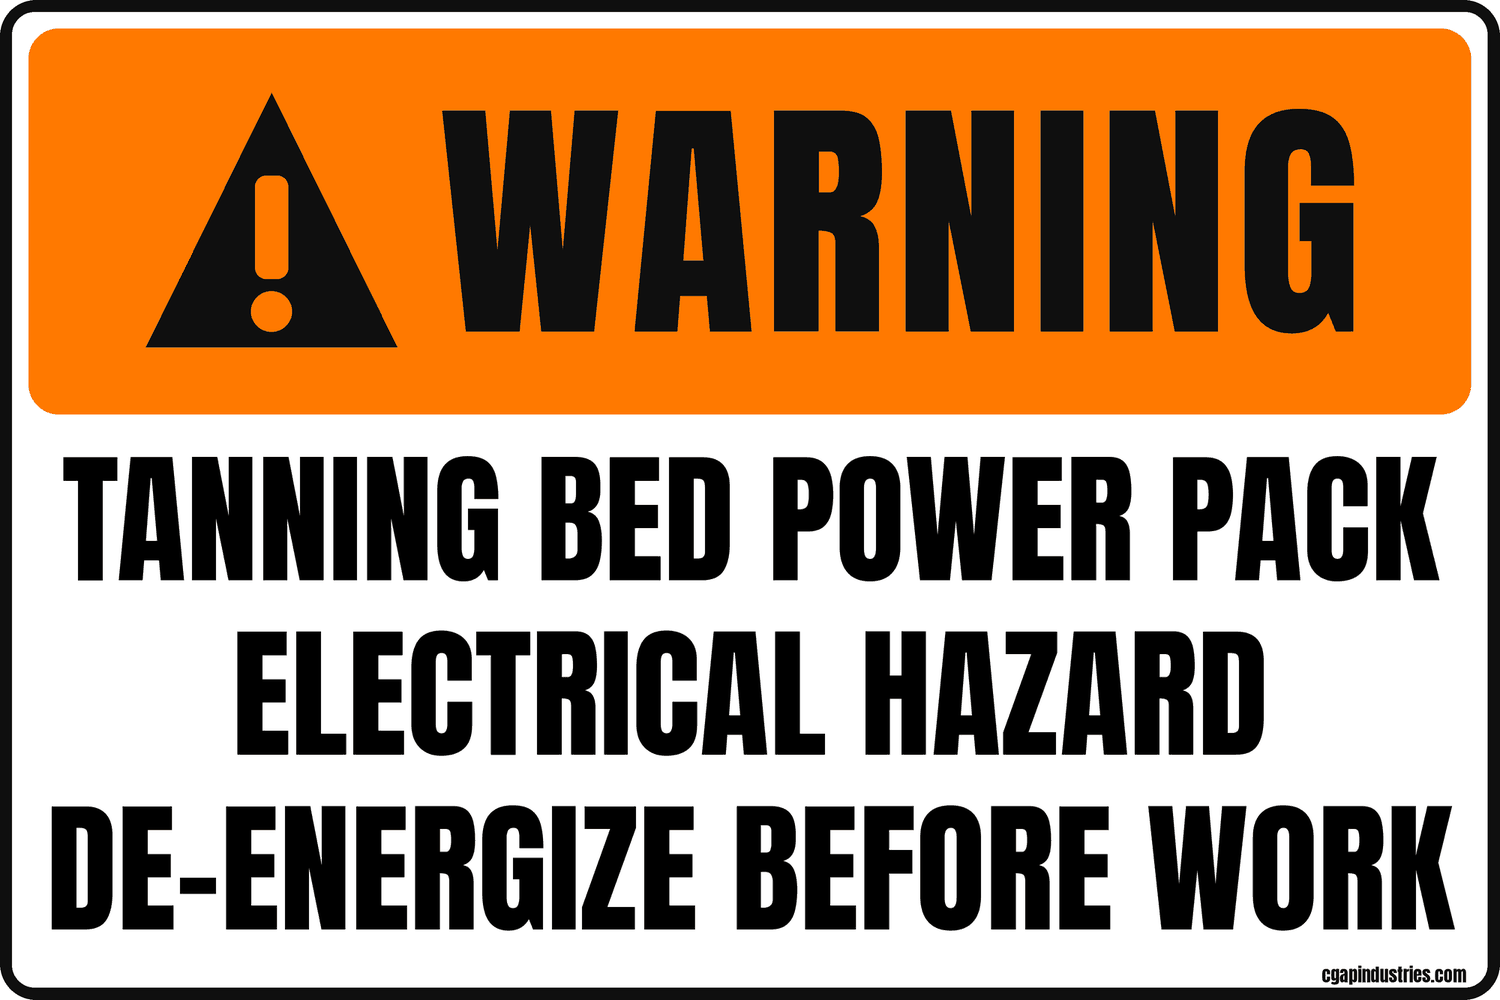 WARNING
TANNING BED POWER PACK
ELECTRICAL HAZARD
DE-ENERGIZE BEFORE WORK
cgapindustries.com